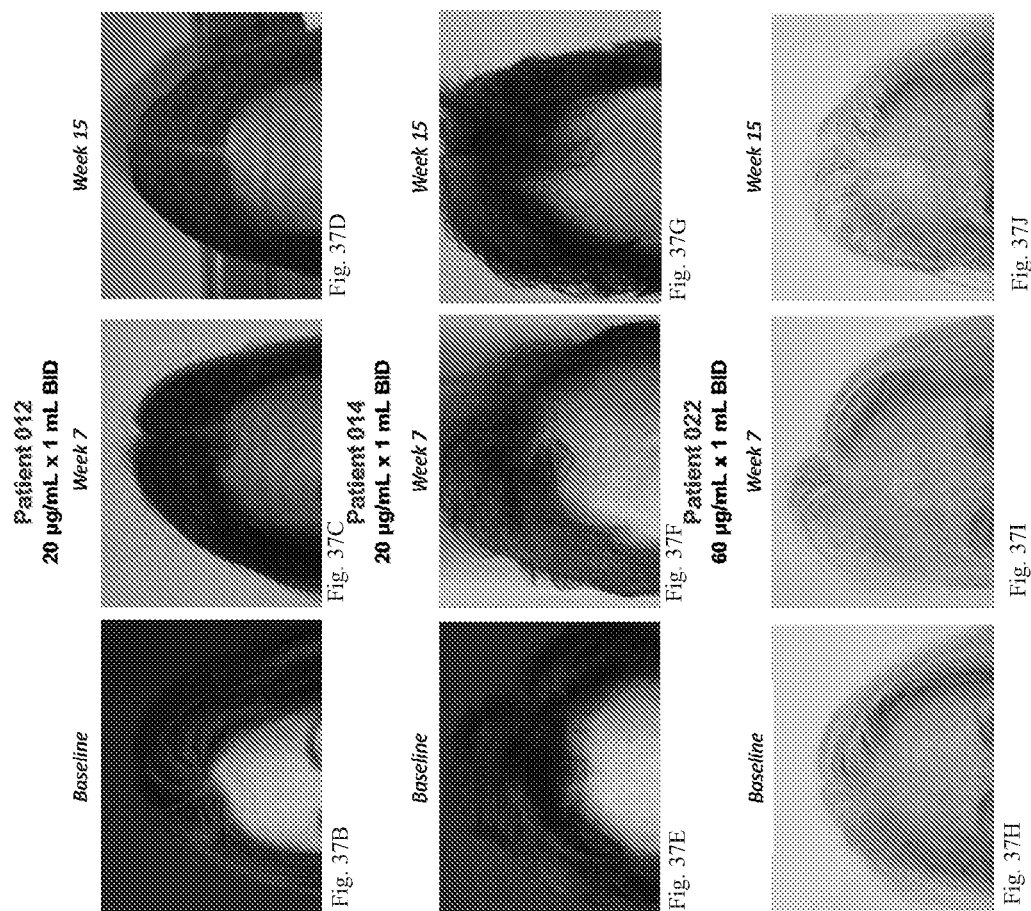 Patient 012
20 µg/mL x 1 mL BID
Baseline
Week 7
Week 15
Fig. 37B
Fig. 37C
Fig. 37D
Patient 014
20 µg/mL x 1 mL BID
Baseline
Week 7
Week 15
Fig. 37E
Fig. 37F
Fig. 37G
Patient 022
60 µg/mL x 1 mL BID
Baseline
Week 7
Week 15
Fig. 37H
Fig. 37I
Fig. 37J